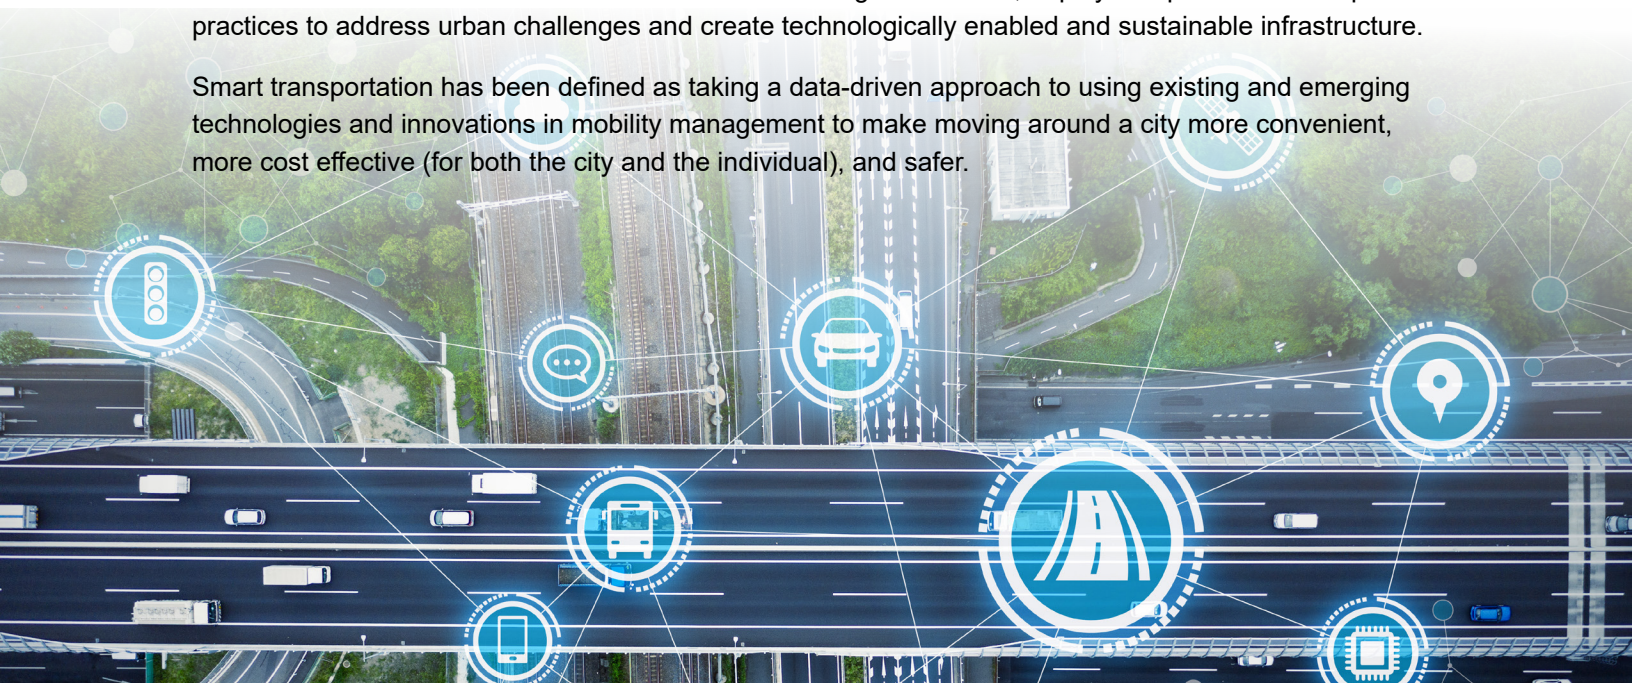 practices to address urban challenges and create technologically enabled and sustainable infrastructure.
Smart transportation has been defined as taking a data-driven approach to using existing and emerging
technologies and innovations in mobility management to make moving around a city more convenient,
more cost effective (for both the city and the individual), and safer.